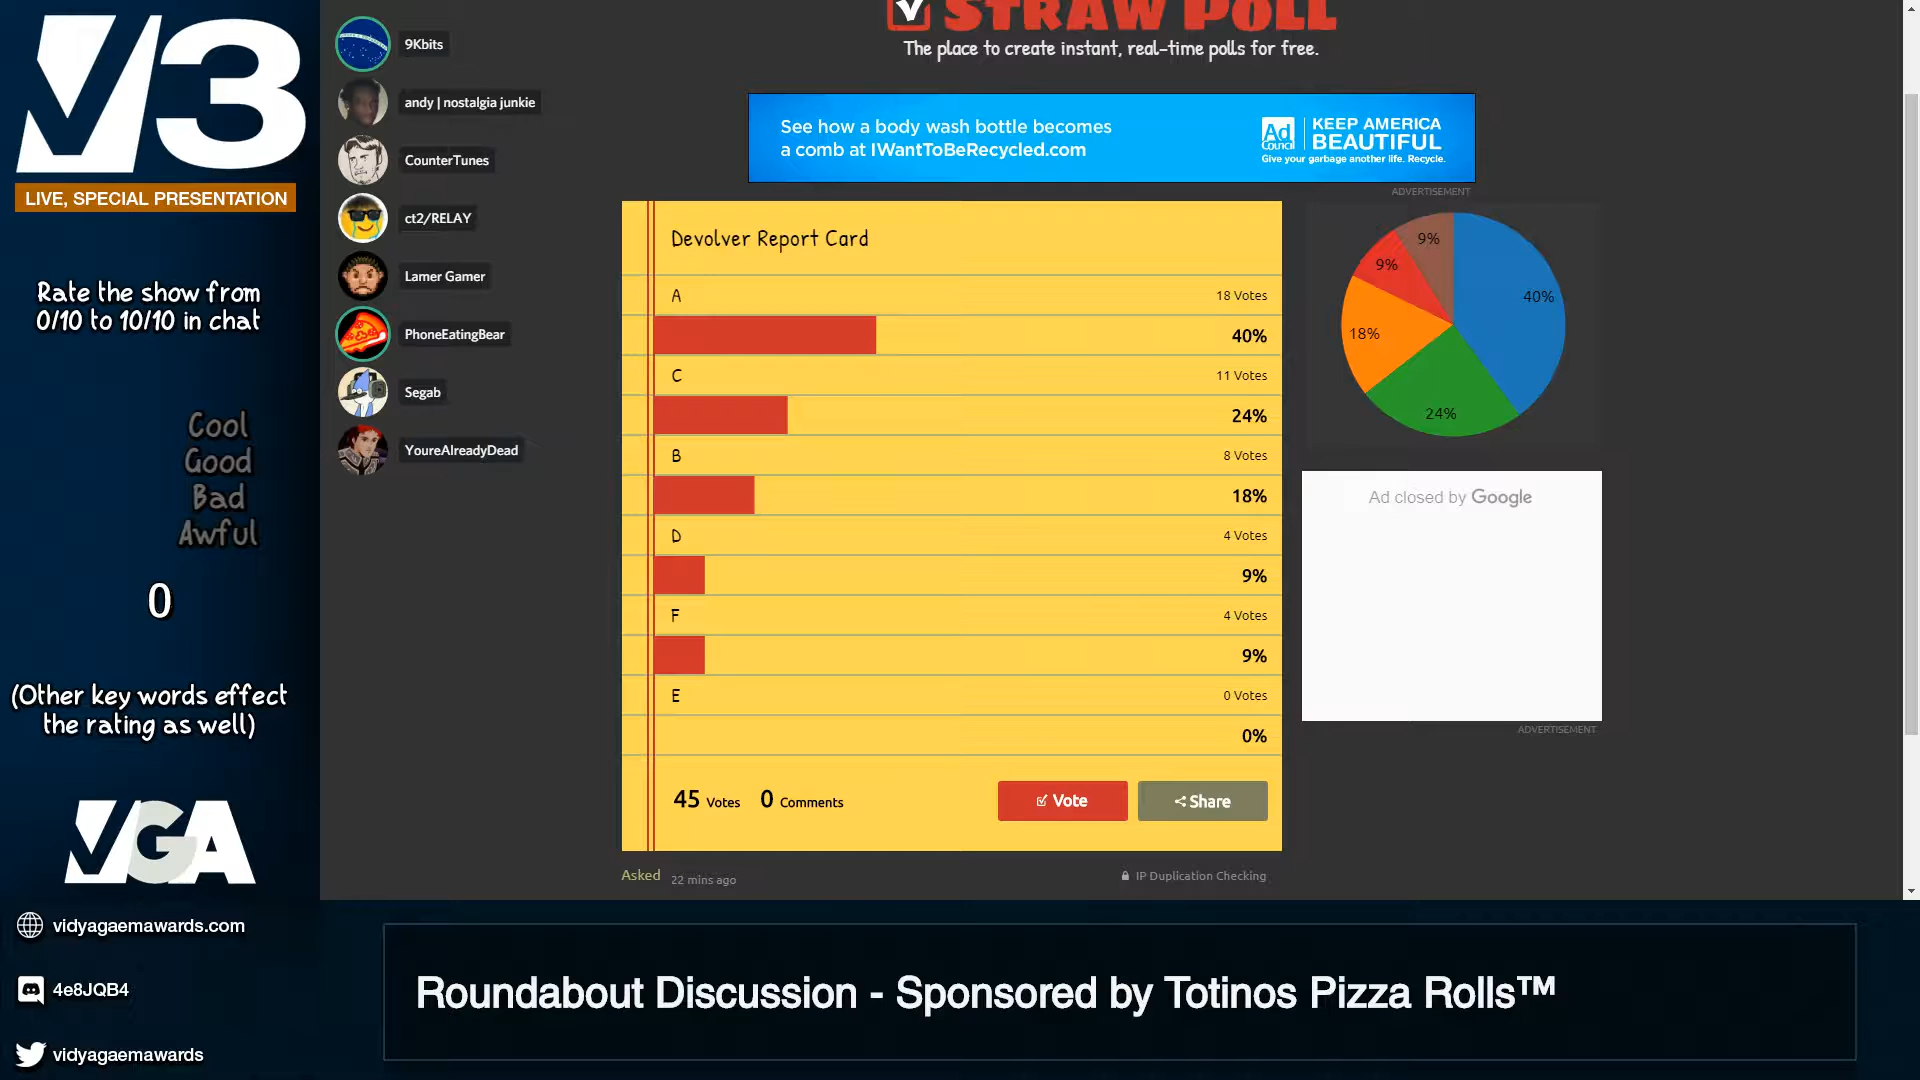 V3
LIVE, SPECIAL PRESENTATION
Rate the show from
0/10 to 10/10 in chat
Cool
Good
Bad
Awful
0
(Other key words effect
the rating as well)
VGA
vidyagaemawards.com
4e8JQB4
vidyagaemawards
9Kbits
andy | nostalgia junkie
CounterTunes
ct2/RELAY
Lamer Gamer
PhoneEatingBear
Segab
YoureAlreadyDead
STRAW POLL
The place to create instant, real-time polls for free.
See how a body wash bottle becomes
a comb at IWantToBeRecycled.com
Ad Council
KEEP AMERICA
BEAUTIFUL
Give your garbage another life. Recycle.
ADVERTISEMENT
Devolver Report Card
A 18 Votes
40%
C 11 Votes
24%
B 8 Votes
18%
D 4 Votes
9%
F 4 Votes
9%
E 0 Votes
0%
45 Votes 0 Comments
Vote
Share
Asked 22 mins ago
IP Duplication Checking
9%
9%
40%
18%
24%
Ad closed by Google
ADVERTISEMENT
Roundabout Discussion - Sponsored by Totinos Pizza Rolls™